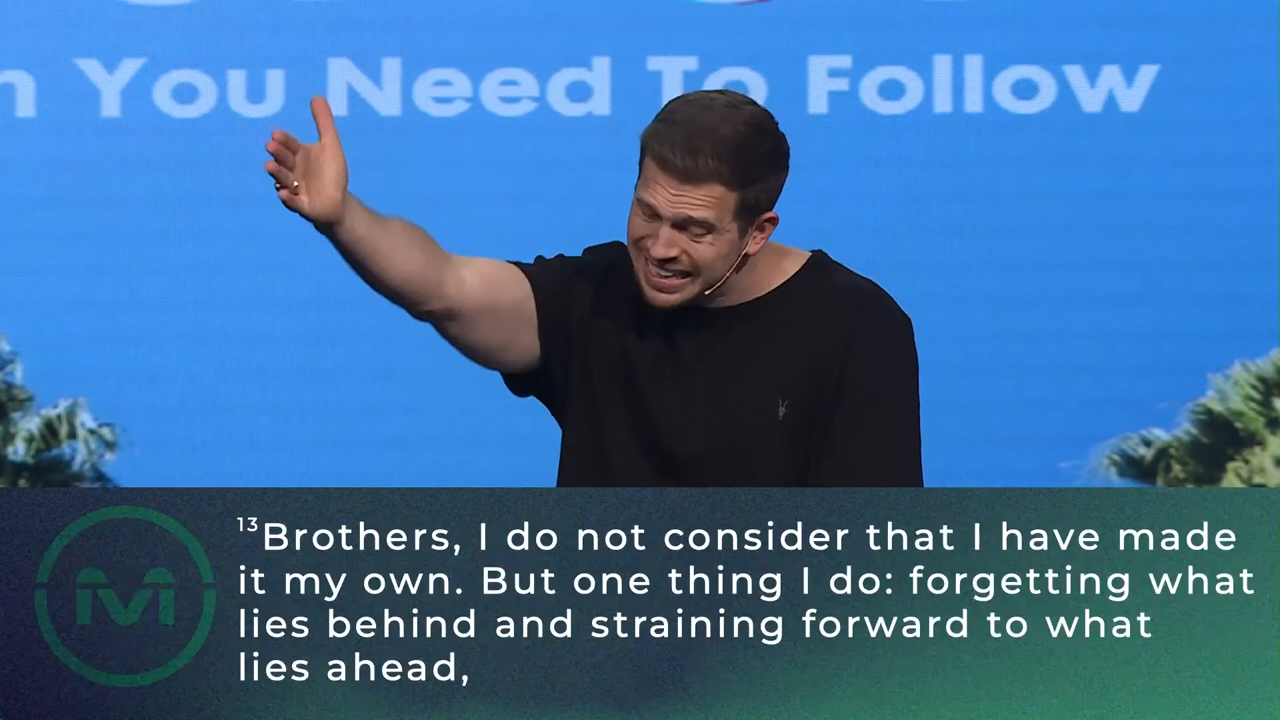 You Need To Follow
¹³Brothers, I do not consider that I have made
it my own. But one thing I do: forgetting what
lies behind and straining forward to what
lies ahead,
M